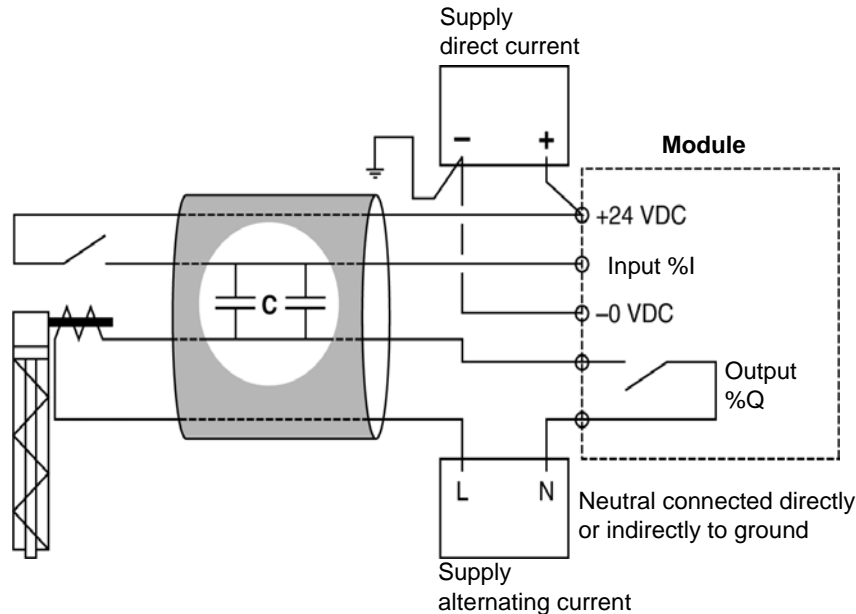 Supply
direct current
– +
Module
+24 VDC
Input %I
C
–0 VDC
Output
%Q
L N
Neutral connected directly
or indirectly to ground
Supply
alternating current